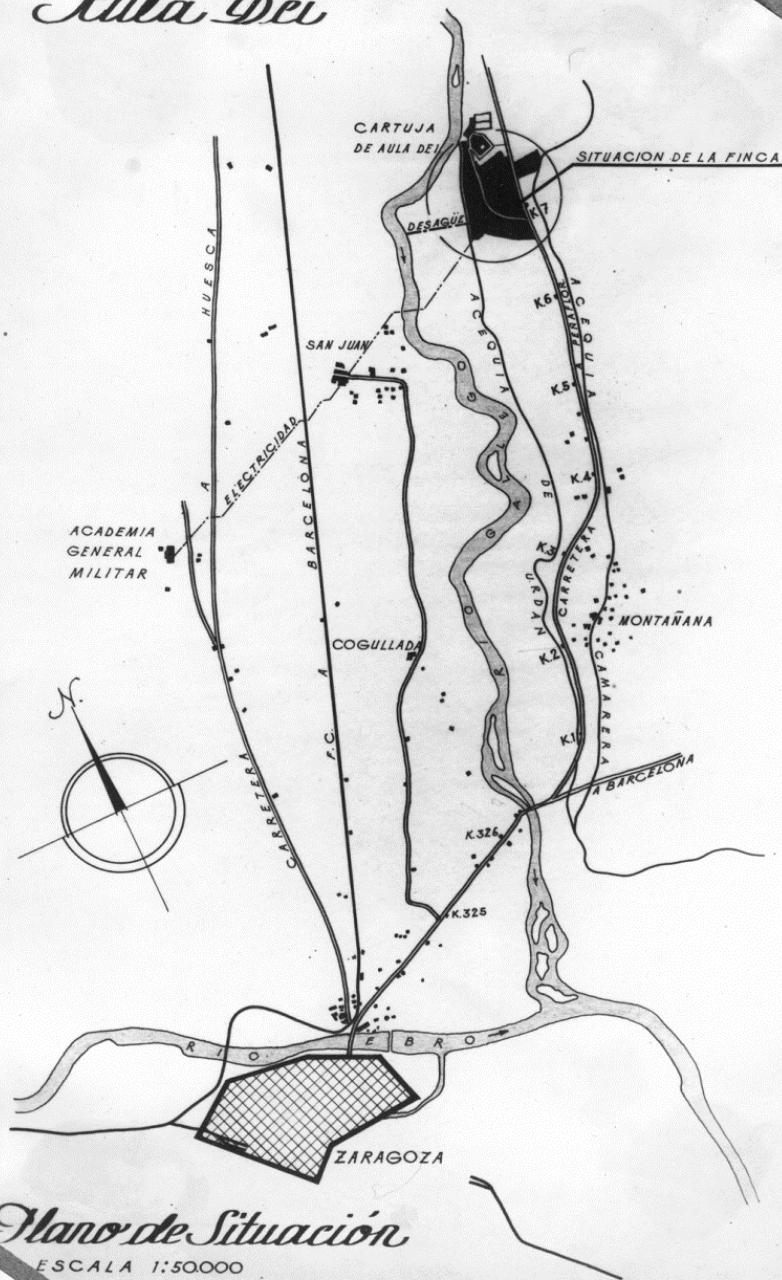 Aula Dei
CARTUJA
DE AULA DEI
SITUACION DE LA FINCA
DESAGÜE
K.7
A HUESCA
K.6
ACEQUIA
A PEÑAFLOR
SAN JUAN
K.5
RIO GALLEGO
ACEQUIA DE URDAN
ELECTRICIDAD
K.4
ACADEMIA
GENERAL
MILITAR
K.3
CARRETERA
MONTAÑANA
COGULLADA
K.2
CAMARERA
F.C. A BARCELONA
N.
K.1
A BARCELONA
CARRETERA
K.326
K.325
RIO EBRO
ZARAGOZA
Plano de Situación
ESCALA 1:50.000